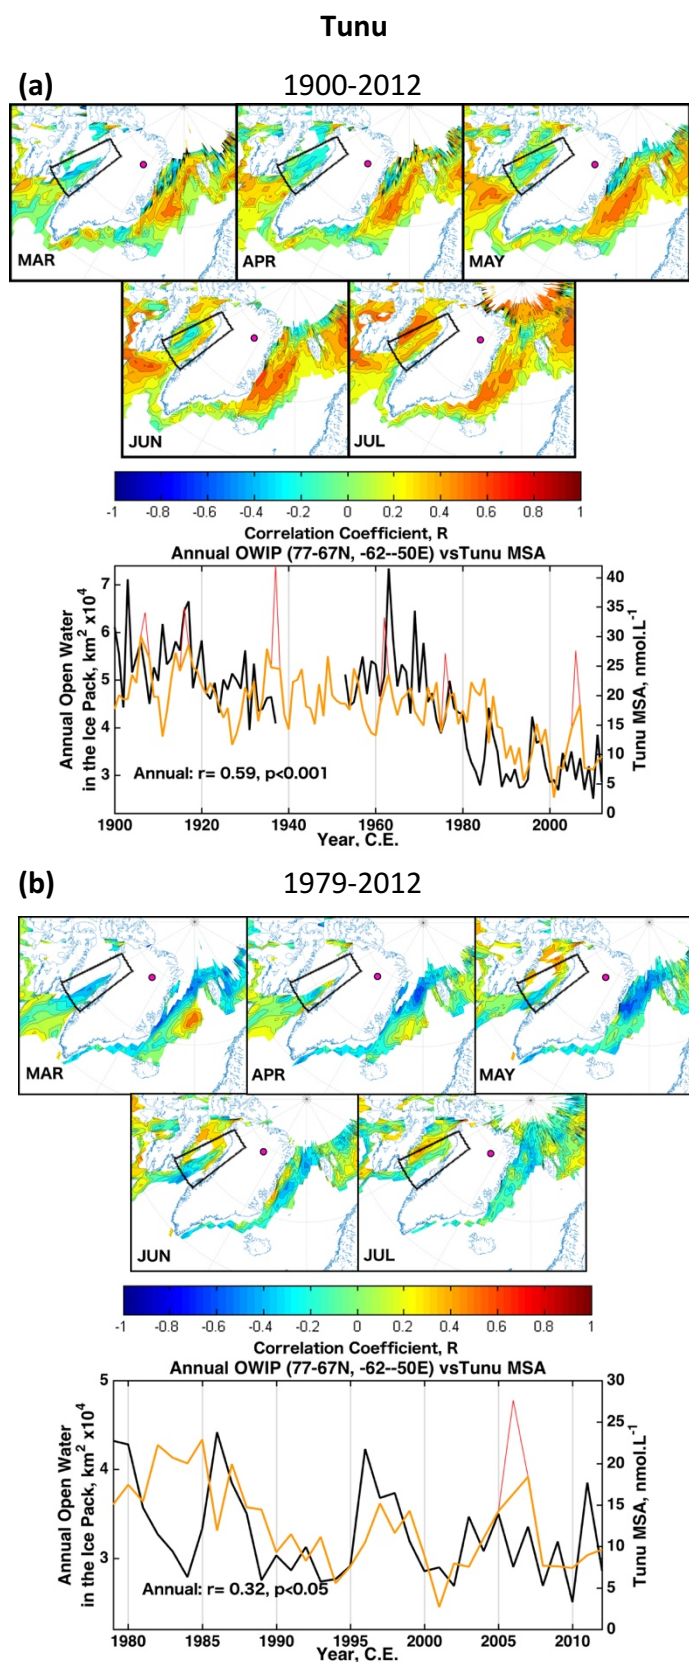 Tunu
(a) 1900-2012
MAR APR MAY
JUN JUL
-1 -0.8 -0.6 -0.4 -0.2 0 0.2 0.4 0.6 0.8 1
Correlation Coefficient, R
Annual OWIP (77-67N, -62--50E) vsTunu MSA
Annual Open Water
in the Ice Pack, km² x10⁴
7
6
5
4
3
40
35
30
25
20
15
10
5
0
Tunu MSA, nmol.L⁻¹
Annual: r= 0.59, p<0.001
1900 1920 1940 1960 1980 2000
Year, C.E.
(b) 1979-2012
MAR APR MAY
JUN JUL
-1 -0.8 -0.6 -0.4 -0.2 0 0.2 0.4 0.6 0.8 1
Correlation Coefficient, R
Annual OWIP (77-67N, -62--50E) vsTunu MSA
Annual Open Water
in the Ice Pack, km² x10⁴
5
4
3
30
25
20
15
10
5
0
Tunu MSA, nmol.L⁻¹
Annual: r= 0.32, p<0.05
1980 1985 1990 1995 2000 2005 2010
Year, C.E.